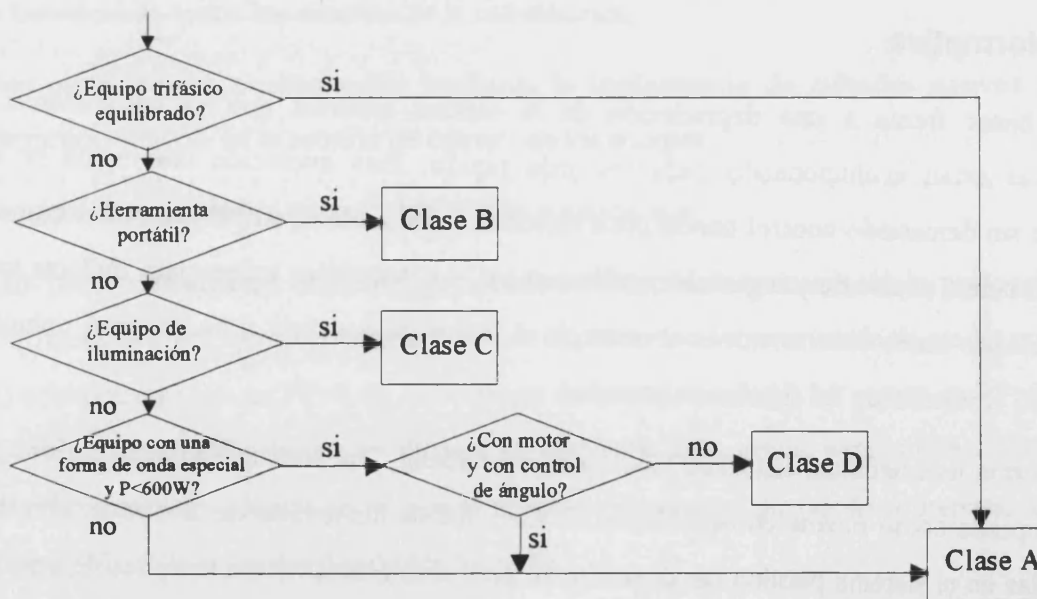 ¿Equipo trifásico
equilibrado?
si
no
¿Herramienta
portátil?
si
Clase B
no
¿Equipo de
iluminación?
si
Clase C
no
¿Equipo con una
forma de onda especial
y P<600W?
si
¿Con motor
y con control
de ángulo?
no
Clase D
no
si
Clase A